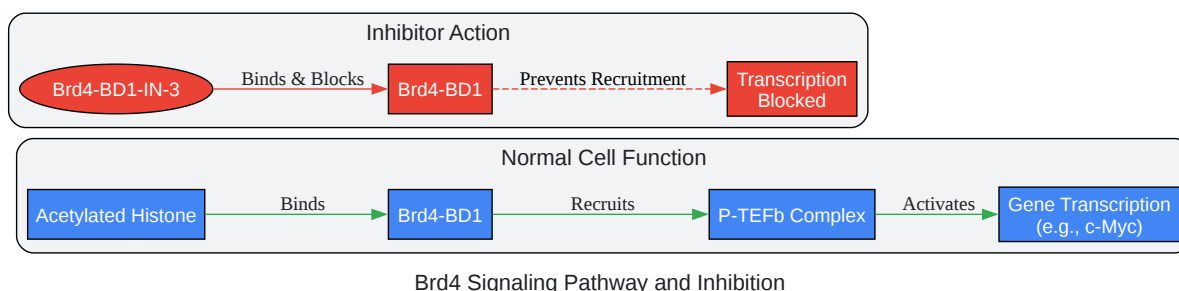 Inhibitor Action
Brd4-BD1-IN-3
Binds & Blocks
Brd4-BD1
Prevents Recruitment
Transcription
Blocked
Normal Cell Function
Acetylated Histone
Binds
Brd4-BD1
Recruits
P-TEFb Complex
Activates
Gene Transcription
(e.g., c-Myc)
Brd4 Signaling Pathway and Inhibition